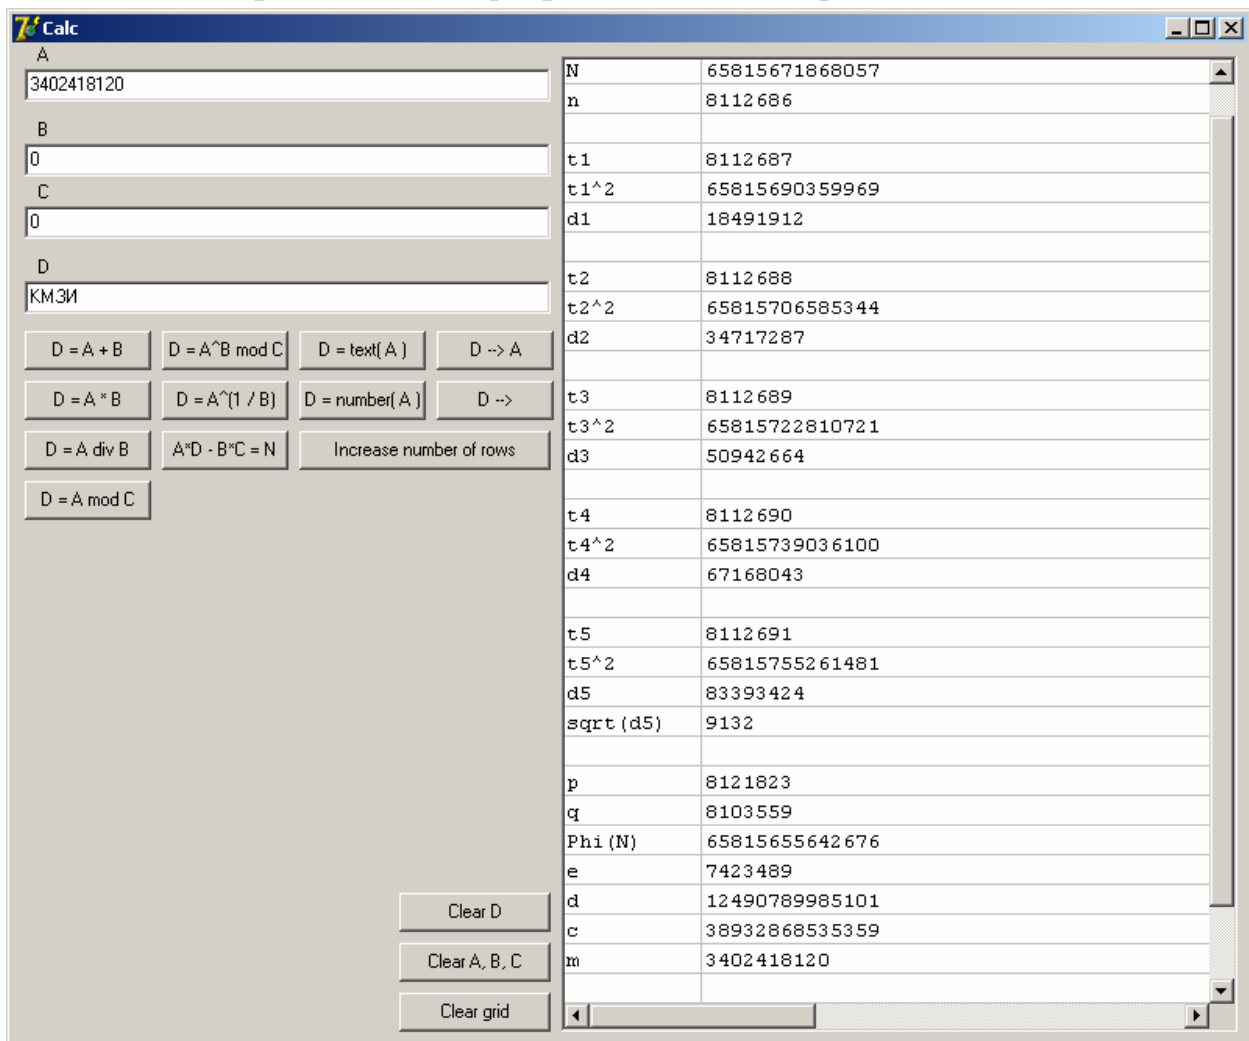 Calc
A
3402418120
B
0
C
0
D
КМЗИ
D = A + B D = A^B mod C D = text( A ) D --> A
D = A * B D = A^(1 / B) D = number( A ) D -->
D = A div B A*D - B*C = N Increase number of rows
D = A mod C
Clear D
Clear A, B, C
Clear grid
N 65815671868057
n 8112686
t1 8112687
t1^2 65815690359969
d1 18491912
t2 8112688
t2^2 65815706585344
d2 34717287
t3 8112689
t3^2 65815722810721
d3 50942664
t4 8112690
t4^2 65815739036100
d4 67168043
t5 8112691
t5^2 65815755261481
d5 83393424
sqrt(d5) 9132
p 8121823
q 8103559
Phi(N) 65815655642676
e 7423489
d 12490789985101
c 38932868535359
m 3402418120